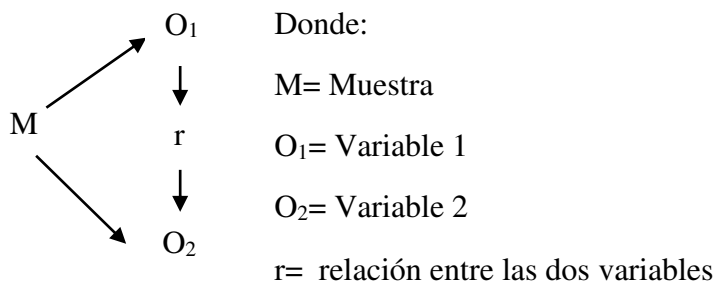 O₁
M
r
O₂
Donde:
M= Muestra
O₁= Variable 1
O₂= Variable 2
r= relación entre las dos variables